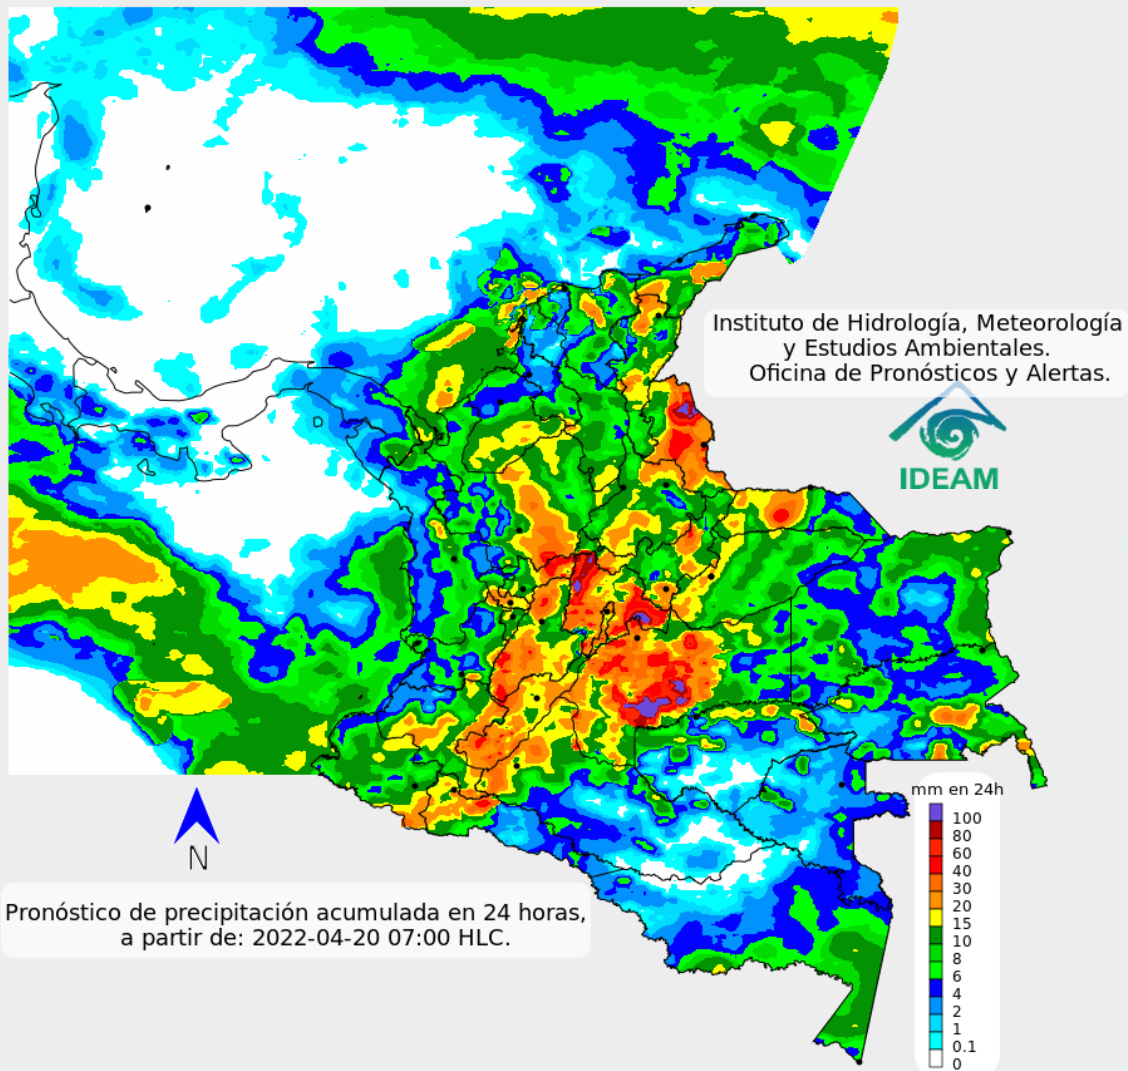 Instituto de Hidrología, Meteorología
y Estudios Ambientales.
Oficina de Pronósticos y Alertas.
IDEAM
mm en 24h
100
80
60
40
30
20
15
10
8
6
4
2
1
0.1
0
N
Pronóstico de precipitación acumulada en 24 horas,
a partir de: 2022-04-20 07:00 HLC.